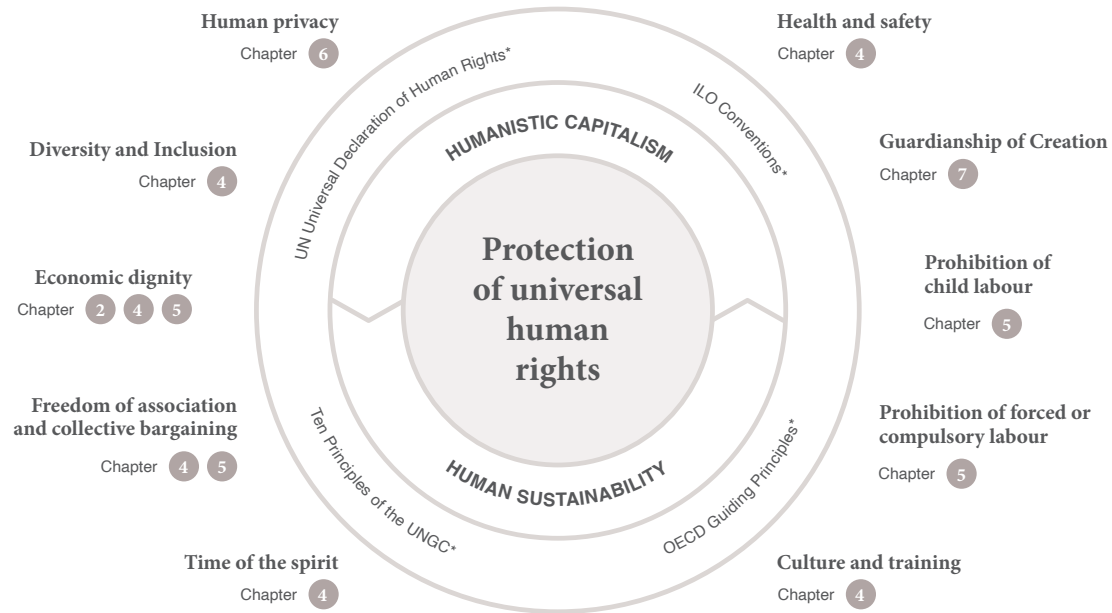 Human privacy
Chapter 6
Diversity and Inclusion
Chapter 4
Economic dignity
Chapter 2 4 5
Freedom of association
and collective bargaining
Chapter 4 5
Time of the spirit
Chapter 4
UN Universal Declaration of Human Rights*
ILO Conventions*
HUMANISTIC CAPITALISM
Protection
of universal
human
rights
HUMAN SUSTAINABILITY
Ten Principles of the UNGC*
OECD Guiding Principles*
Health and safety
Chapter 4
Guardianship of Creation
Chapter 7
Prohibition of
child labour
Chapter 5
Prohibition of forced or
compulsory labour
Chapter 5
Culture and training
Chapter 4